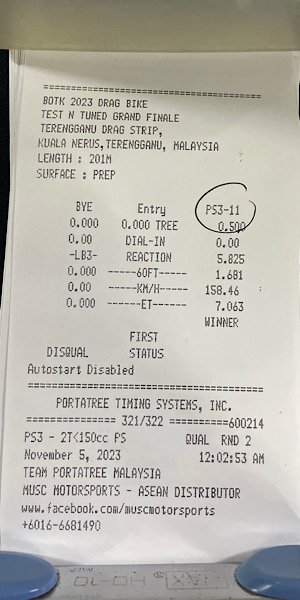 ==================================
BOTK 2023 DRAG BIKE
TEST N TUNED GRAND FINALE
TERENGGANU DRAG STRIP,
KUALA NERUS,TERENGGANU, MALAYSIA
LENGTH : 201M
SURFACE : PREP
BYE Entry PS3-11
0.000 0.000 TREE 0.500
0.00 DIAL-IN 0.00
-LB3- REACTION 5.825
0.000 ------60FT------ 1.681
0.00 ------KM/H------ 158.46
0.000 -------ET------- 7.063
WINNER
FIRST
DISQUAL STATUS
Autostart Disabled
==================================
PORTATREE TIMING SYSTEMS, INC.
============== 321/322 ==========600214
PS3 - 2TK150cc PS QUAL RND 2
November 5, 2023 12:02:53 AM
TEAM PORTATREE MALAYSIA
MUSC MOTORSPORTS - ASEAN DISTRIBUTOR
www.facebook.com/muscmotorsports
+6016-6681490